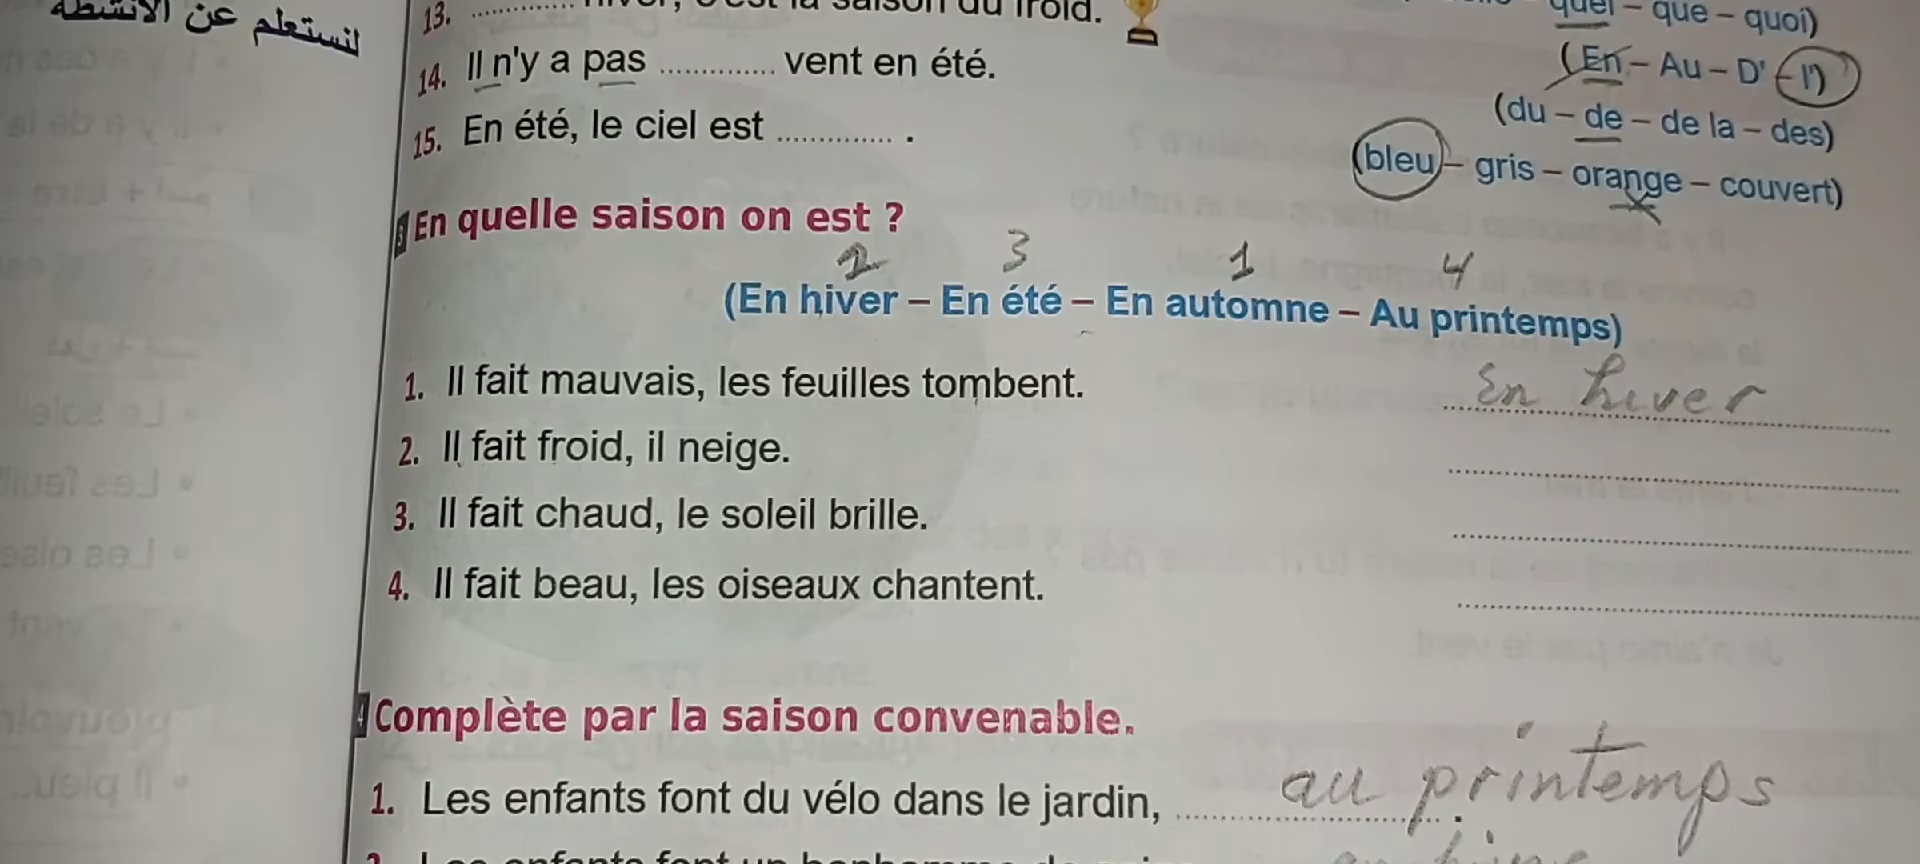 لنستعلم عن الأنشطة
13. ............ hiver, c'est la saison du froid.
quel – que – quoi)
14. Il n'y a pas ............ vent en été.
(En – Au – D' – l')
15. En été, le ciel est ............ .
(du – de – de la – des)
(bleu – gris – orange – couvert)
En quelle saison on est ?
2 3 1 4
(En hiver – En été – En automne – Au printemps)
1. Il fait mauvais, les feuilles tombent. En hiver
2. Il fait froid, il neige. ............
3. Il fait chaud, le soleil brille. ............
4. Il fait beau, les oiseaux chantent. ............
4 Complète par la saison convenable.
1. Les enfants font du vélo dans le jardin, ............ au printemps